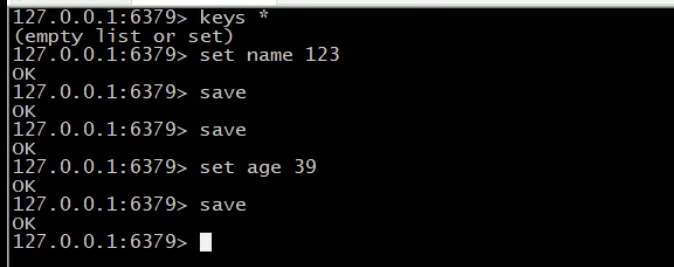 127.0.0.1:6379> keys *
(empty list or set)
127.0.0.1:6379> set name 123
OK
127.0.0.1:6379> save
OK
127.0.0.1:6379> save
OK
127.0.0.1:6379> set age 39
OK
127.0.0.1:6379> save
OK
127.0.0.1:6379>